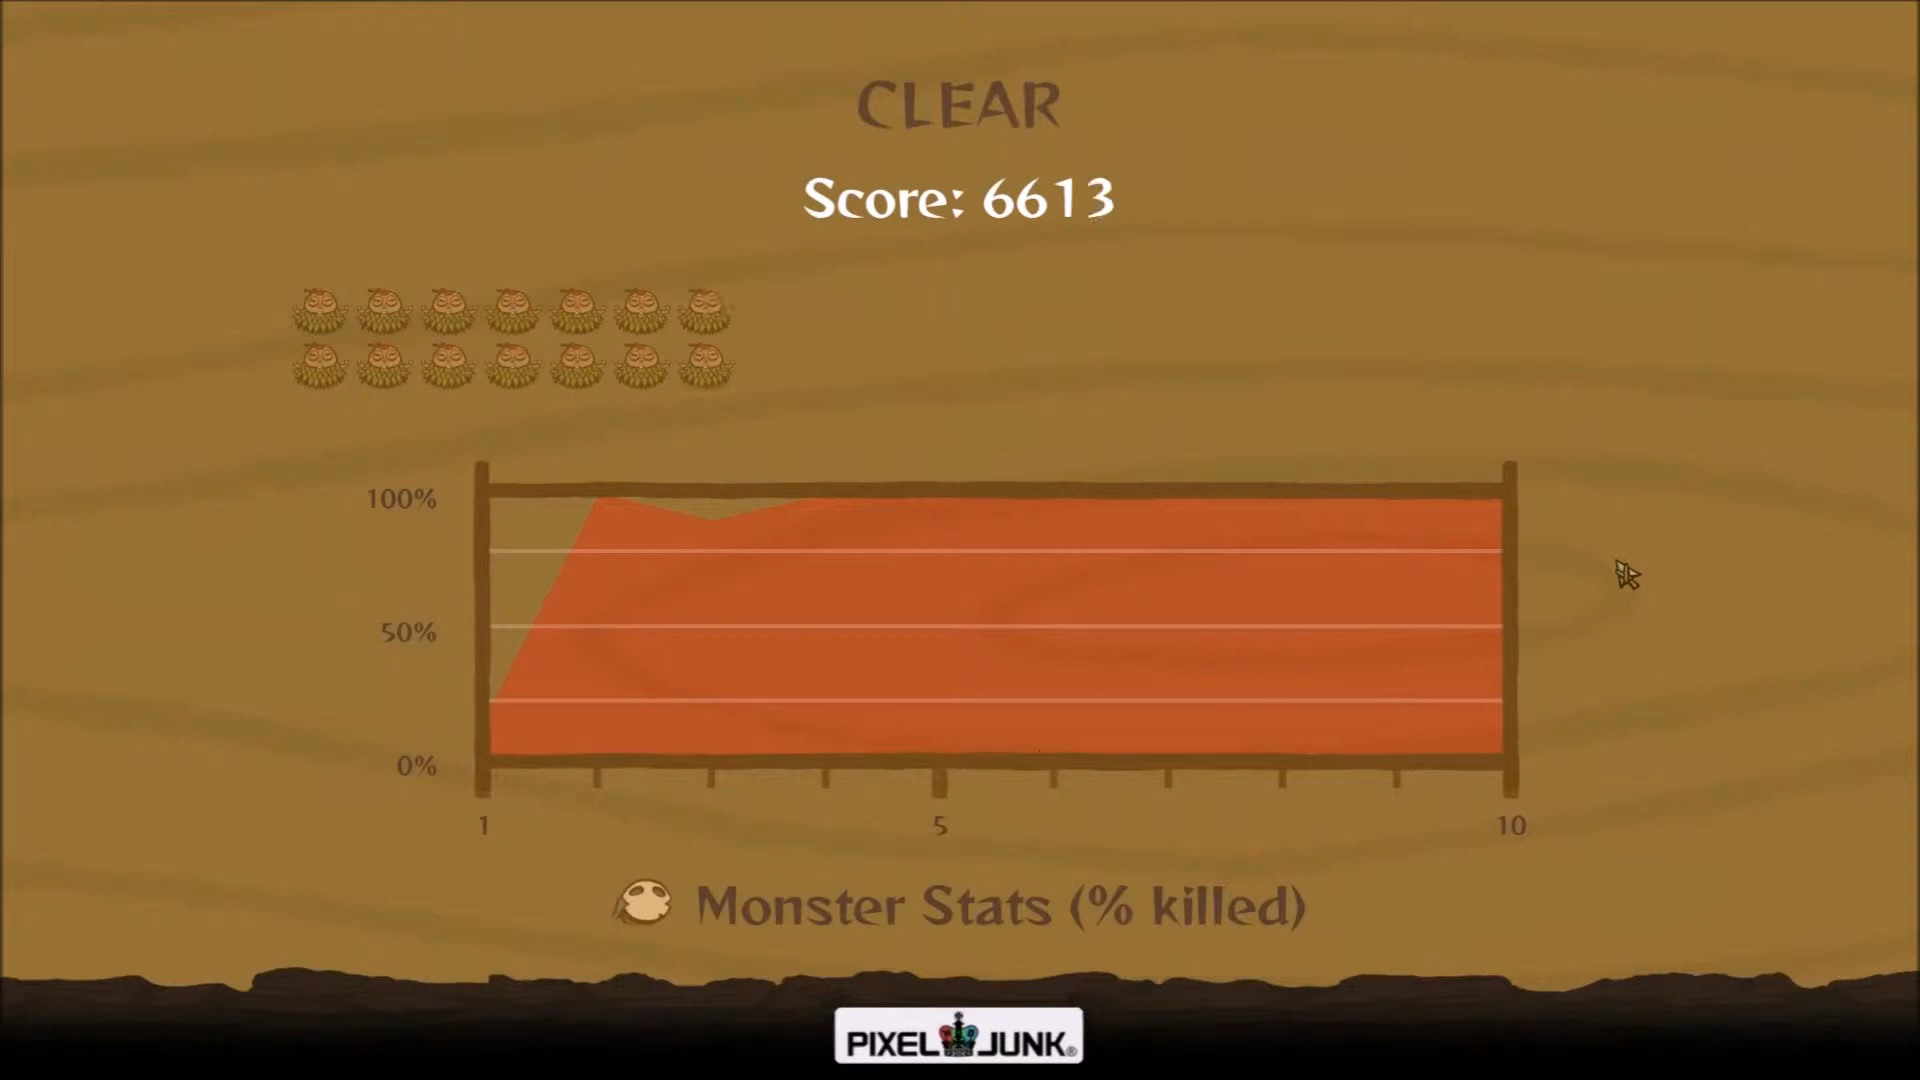 CLEAR
Score: 6613
100%
50%
0%
1 5 10
Monster Stats (% killed)
PIXEL JUNK®